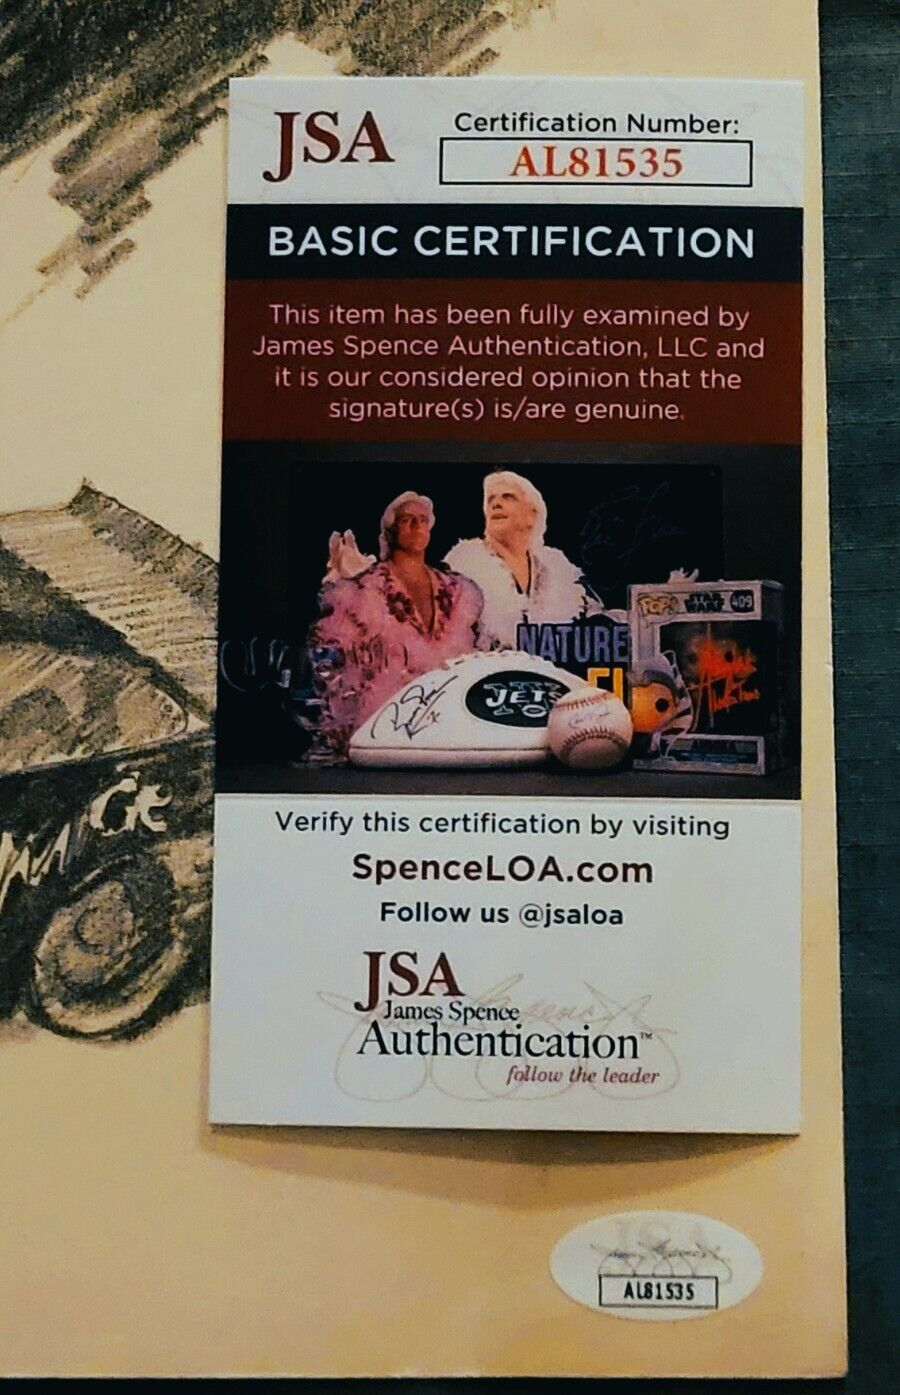 JSA
Certification Number:
AL81535
BASIC CERTIFICATION
This item has been fully examined by
James Spence Authentication, LLC and
it is our considered opinion that the
signature(s) is/are genuine.
NATURE
JETS
POP!
STAR
WARS
409
Verify this certification by visiting
SpenceLOA.com
Follow us @jsaloa
JSA
James Spence
Authentication™
follow the leader
JSA
AL81535